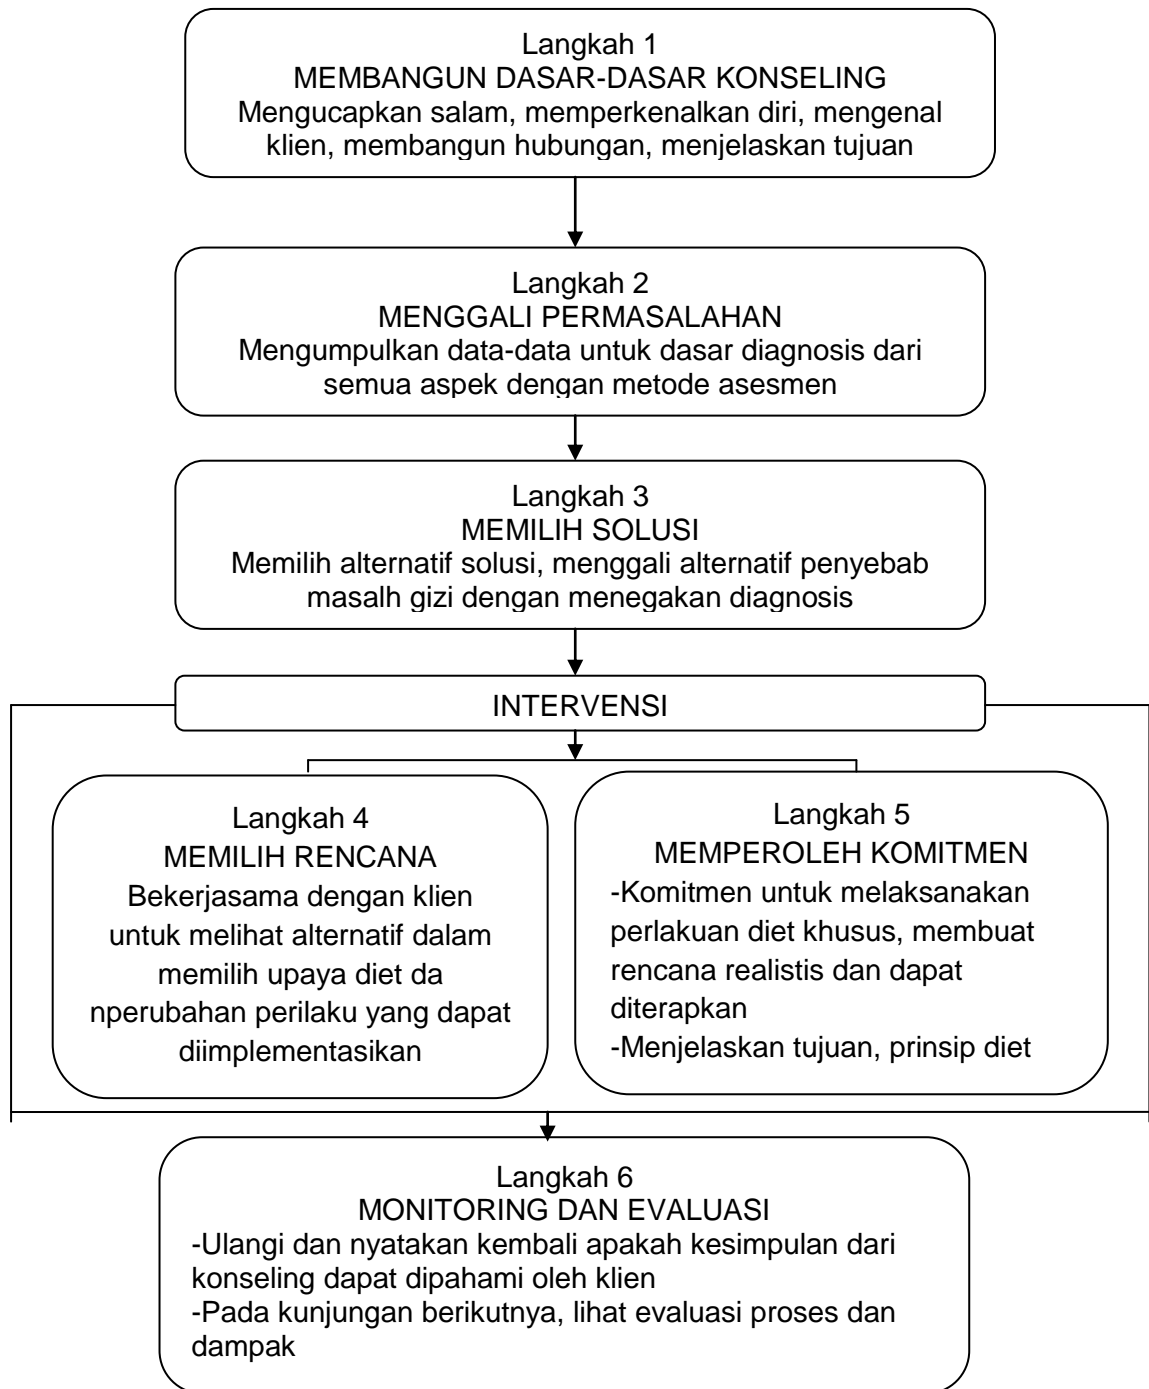 Langkah 1
MEMBANGUN DASAR-DASAR KONSELING
Mengucapkan salam, memperkenalkan diri, mengenal
klien, membangun hubungan, menjelaskan tujuan
Langkah 2
MENGGALI PERMASALAHAN
Mengumpulkan data-data untuk dasar diagnosis dari
semua aspek dengan metode asesmen
Langkah 3
MEMILIH SOLUSI
Memilih alternatif solusi, menggali alternatif penyebab
masalh gizi dengan menegakan diagnosis
INTERVENSI
Langkah 4
MEMILIH RENCANA
Bekerjasama dengan klien
untuk melihat alternatif dalam
memilih upaya diet da
nperubahan perilaku yang dapat
diimplementasikan
Langkah 5
MEMPEROLEH KOMITMEN
-Komitmen untuk melaksanakan
perlakuan diet khusus, membuat
rencana realistis dan dapat
diterapkan
-Menjelaskan tujuan, prinsip diet
Langkah 6
MONITORING DAN EVALUASI
-Ulangi dan nyatakan kembali apakah kesimpulan dari
konseling dapat dipahami oleh klien
-Pada kunjungan berikutnya, lihat evaluasi proses dan
dampak